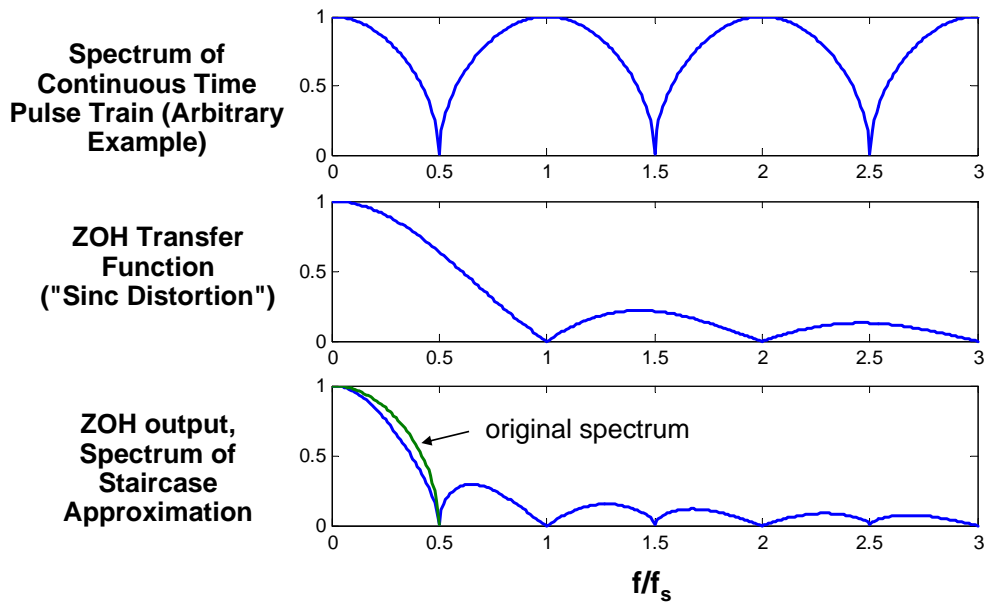 Spectrum of
Continuous Time
Pulse Train (Arbitrary
Example)
1
0.5
0
0 0.5 1 1.5 2 2.5 3
ZOH Transfer
Function
("Sinc Distortion")
1
0.5
0
0 0.5 1 1.5 2 2.5 3
ZOH output,
Spectrum of
Staircase
Approximation
1
0.5
0
original spectrum
0 0.5 1 1.5 2 2.5 3
f/fs